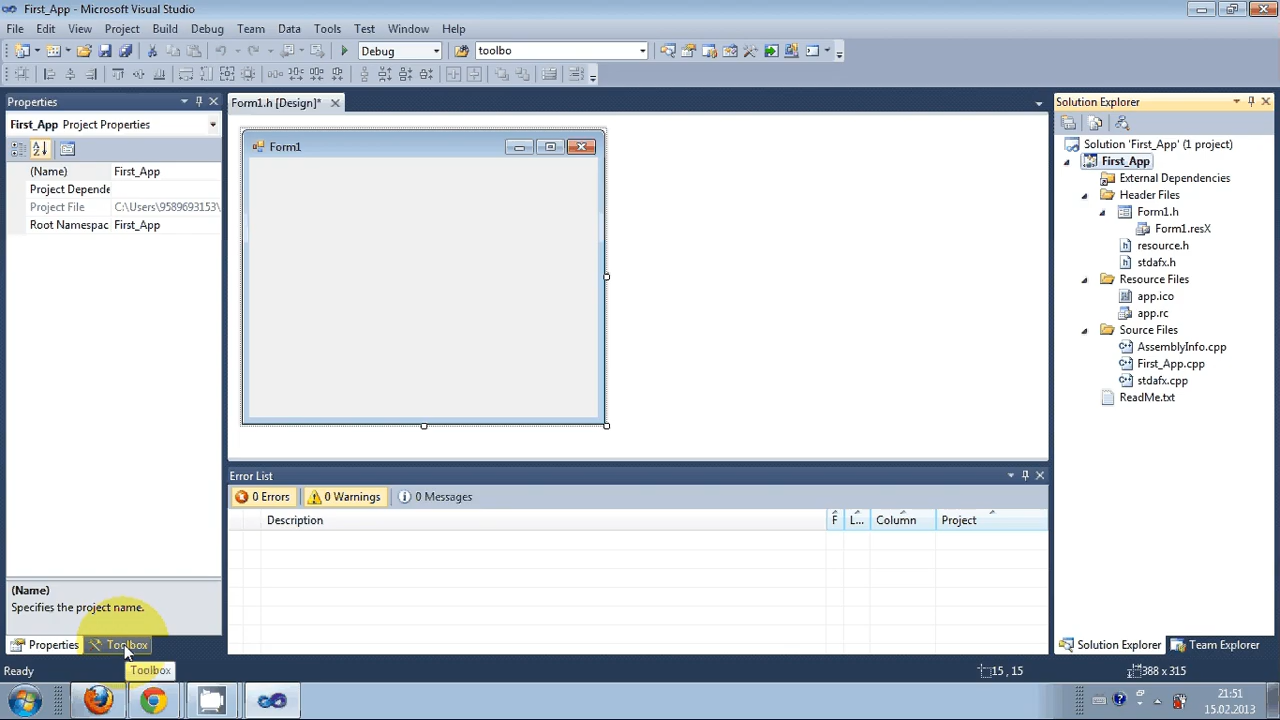 First_App - Microsoft Visual Studio
File Edit View Project Build Debug Team Data Tools Test Window Help
Debug toolbo
Properties
First_App Project Properties
(Name) First_App
Project Depende
Project File C:\Users\9589693153\
Root Namespac First_App
Form1.h [Design]*
Form1
Error List
0 Errors 0 Warnings 0 Messages
Description F L... Column Project
Solution Explorer
Solution 'First_App' (1 project)
First_App
External Dependencies
Header Files
Form1.h
Form1.resX
resource.h
stdafx.h
Resource Files
app.ico
app.rc
Source Files
AssemblyInfo.cpp
First_App.cpp
stdafx.cpp
ReadMe.txt
(Name)
Specifies the project name.
Properties Toolbox
Solution Explorer Team Explorer
Toolbox
Ready 15 , 15 388 x 315
21:51
15.02.2013